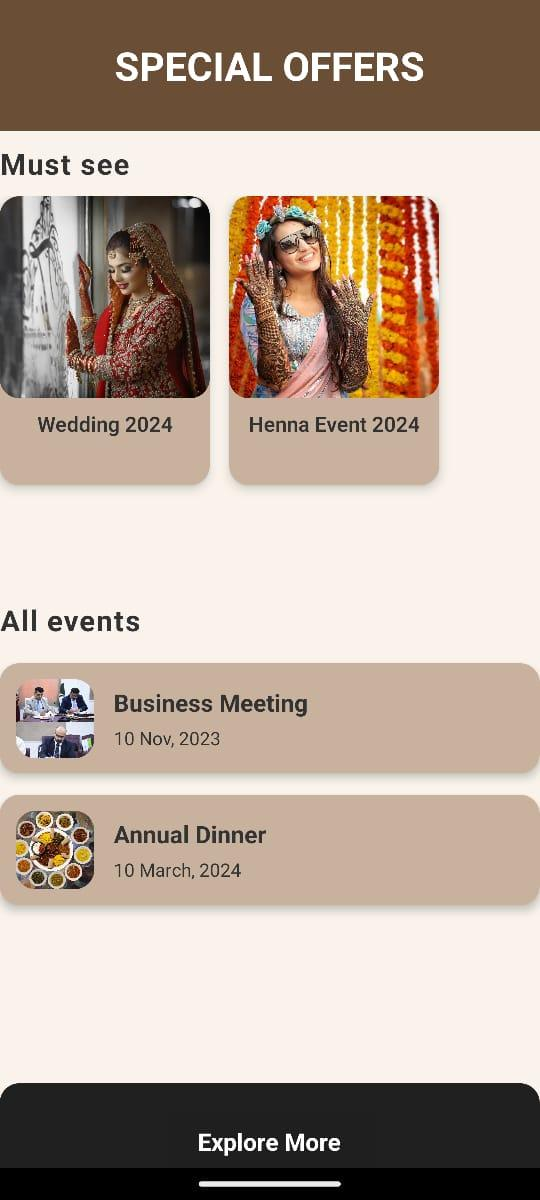 SPECIAL OFFERS
Must see
Wedding 2024
Henna Event 2024
All events
Business Meeting
10 Nov, 2023
Annual Dinner
10 March, 2024
Explore More